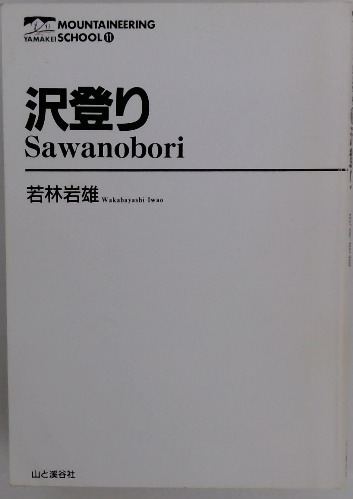 MOUNTAINEERING
YAMAKEI SCHOOL 11
沢登り
Sawanobori
若林岩雄 Wakabayashi Iwao
山と溪谷社